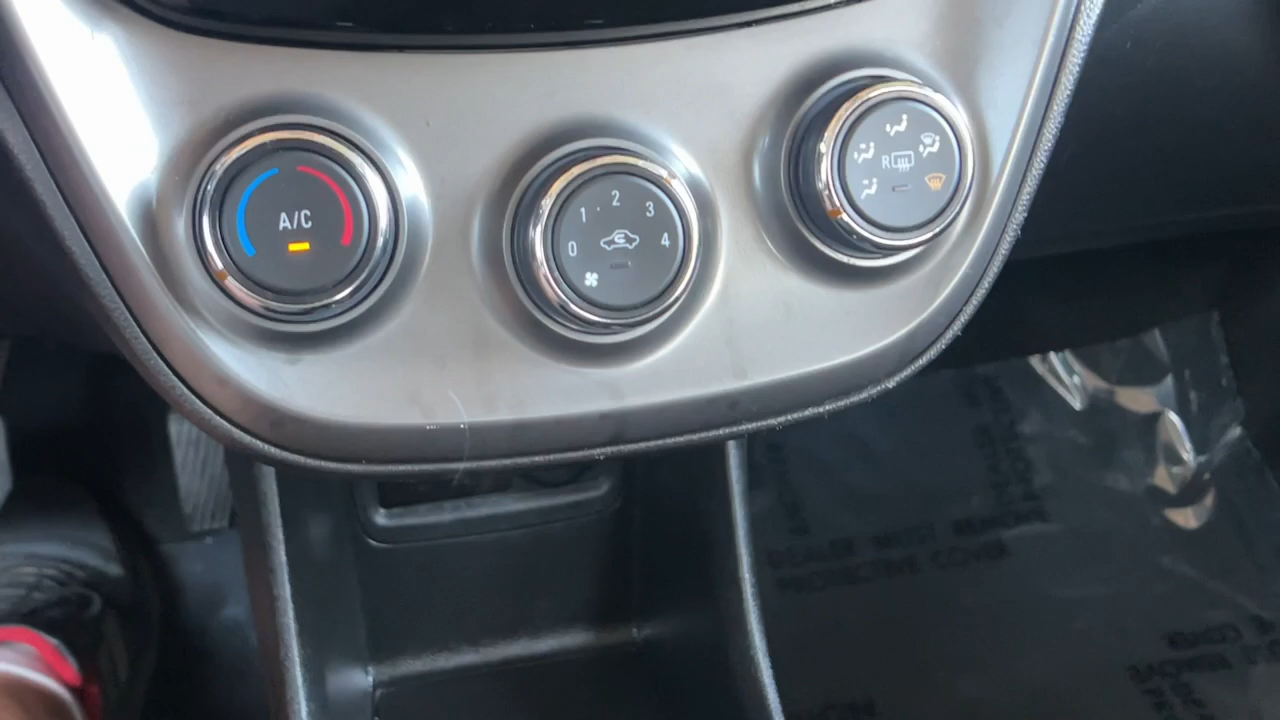 A/C
0 1 2 3 4
R
DEALER MUST REMOVE
PROTECTIVE COVER